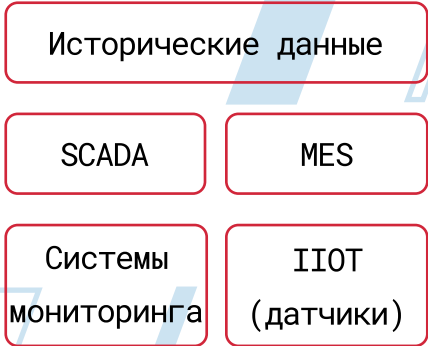 Исторические данные
SCADA
MES
Системы
мониторинга
IIOT
(датчики)